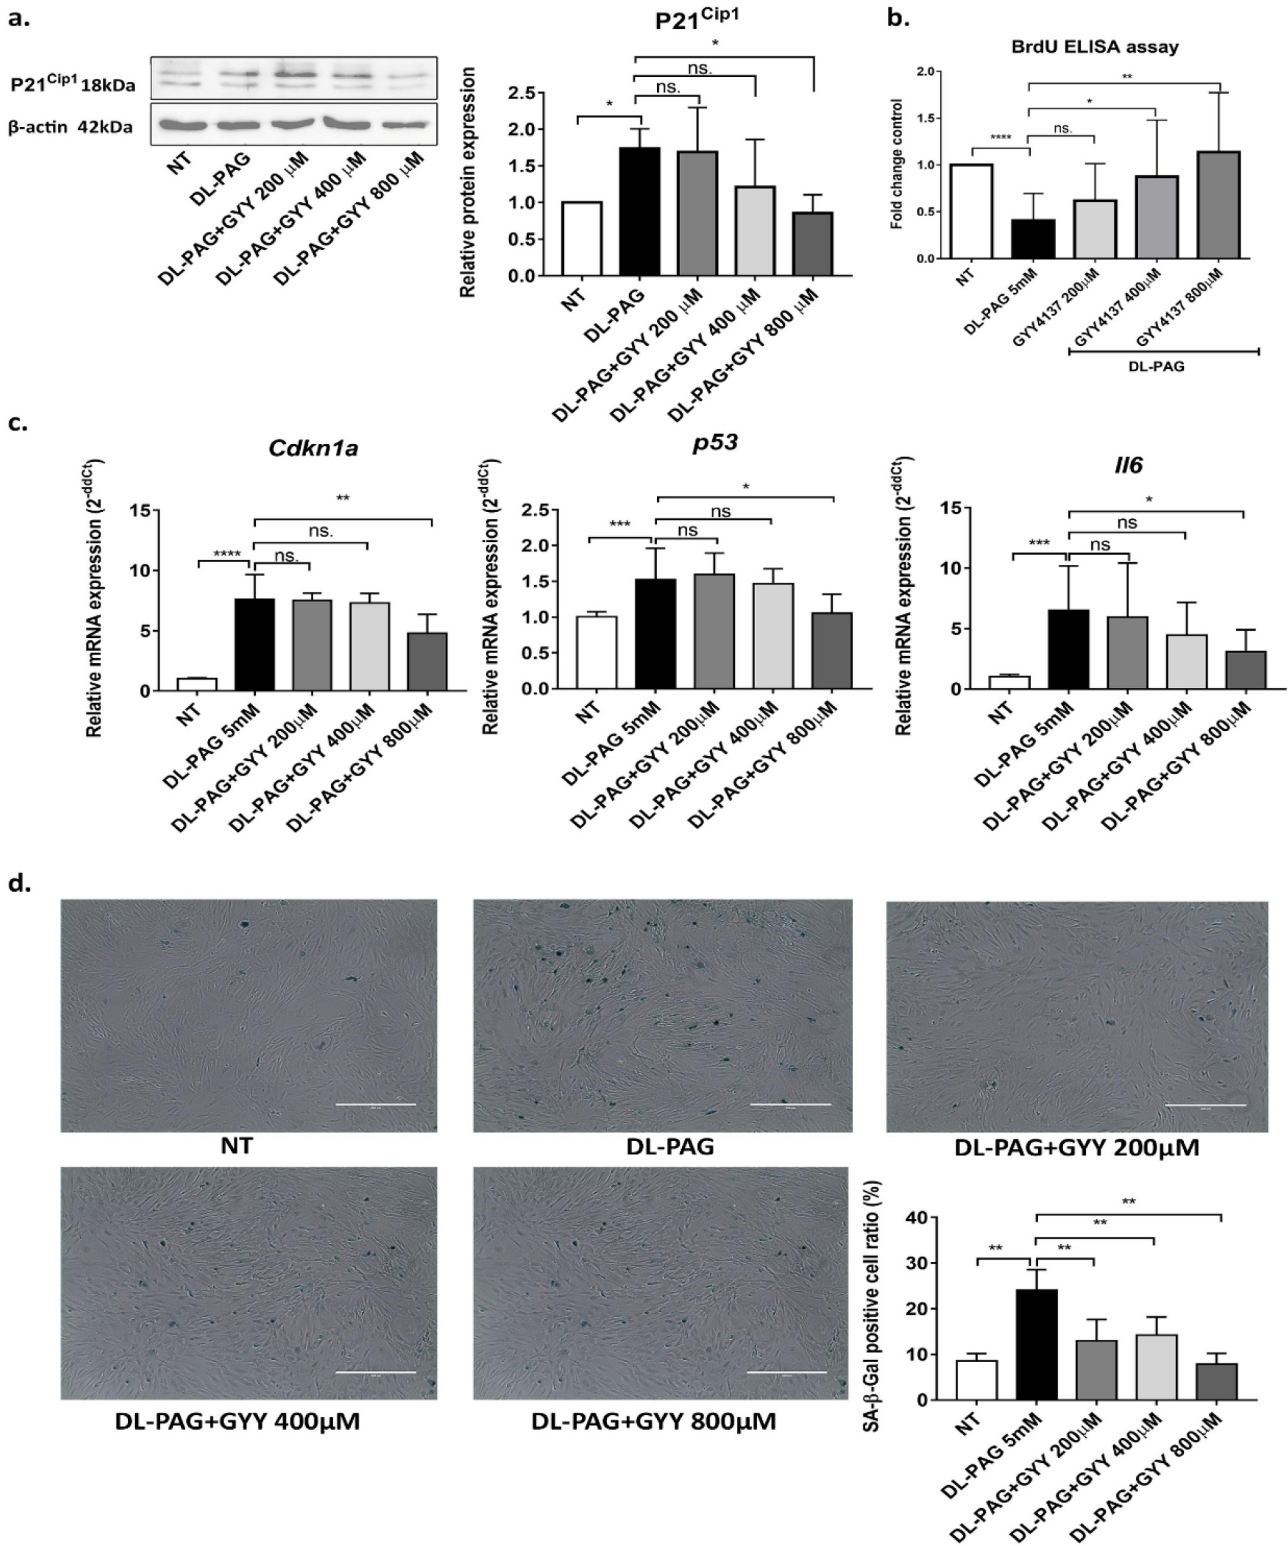 a.
P21Cip1 18kDa
β-actin 42kDa
NT
DL-PAG
DL-PAG+GYY 200 µM
DL-PAG+GYY 400 µM
DL-PAG+GYY 800 µM
P21Cip1
Relative protein expression
2.5
2.0
1.5
1.0
0.5
0.0
*
ns.
ns.
*
NT
DL-PAG
DL-PAG+GYY 200 µM
DL-PAG+GYY 400 µM
DL-PAG+GYY 800 µM
b.
BrdU ELISA assay
Fold change control
2.0
1.5
1.0
0.5
0.0
**
*
ns.
****
NT
DL-PAG 5mM
GYY4137 200µM
GYY4137 400µM
GYY4137 800µM
DL-PAG
c.
Cdkn1a
Relative mRNA expression (2-ddCt)
15
10
5
0
**
ns.
ns.
****
NT
DL-PAG 5mM
DL-PAG+GYY 200µM
DL-PAG+GYY 400µM
DL-PAG+GYY 800µM
p53
Relative mRNA expression (2-ddCt)
2.5
2.0
1.5
1.0
0.5
0.0
*
ns
ns
***
NT
DL-PAG 5mM
DL-PAG+GYY 200µM
DL-PAG+GYY 400µM
DL-PAG+GYY 800µM
Il6
Relative mRNA expression (2-ddCt)
15
10
5
0
*
ns
ns
***
NT
DL-PAG 5mM
DL-PAG+GYY 200µM
DL-PAG+GYY 400µM
DL-PAG+GYY 800µM
d.
NT
DL-PAG
DL-PAG+GYY 200µM
DL-PAG+GYY 400µM
DL-PAG+GYY 800µM
SA-β-Gal positive cell ratio (%)
40
30
20
10
0
**
**
**
**
NT
DL-PAG 5mM
DL-PAG+GYY 200µM
DL-PAG+GYY 400µM
DL-PAG+GYY 800µM